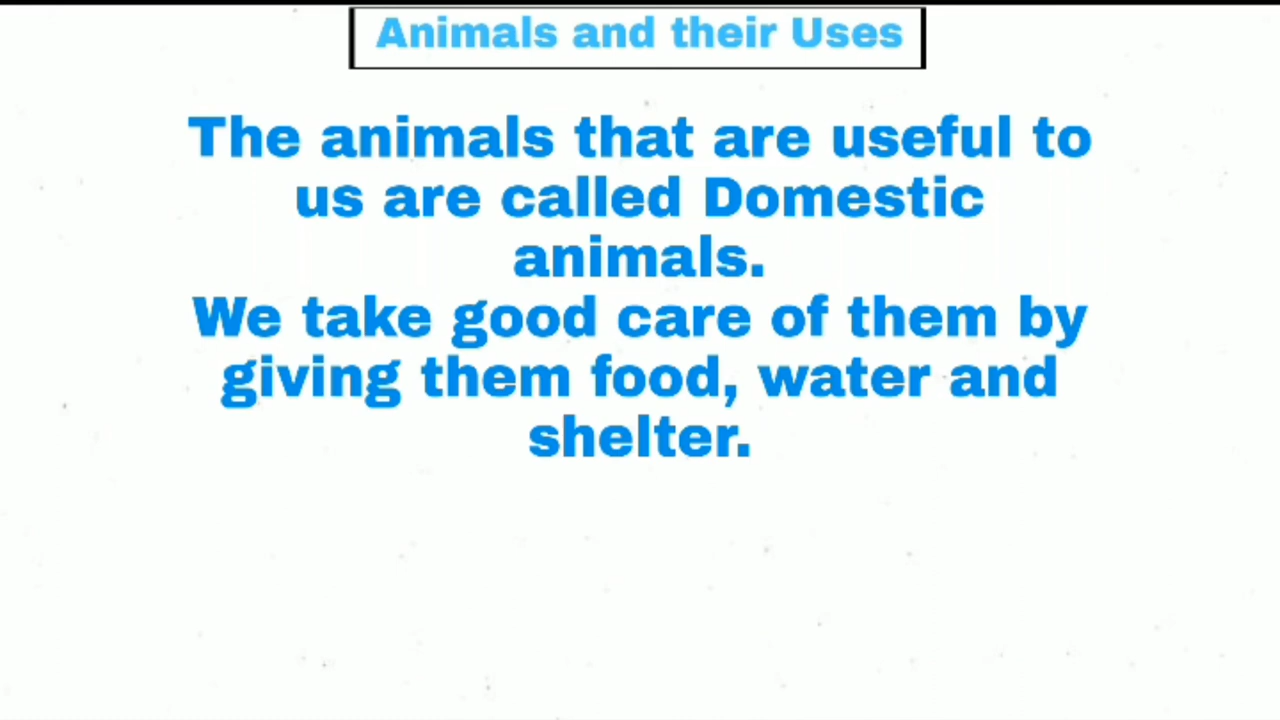 Animals and their Uses
The animals that are useful to
us are called Domestic
animals.
We take good care of them by
giving them food, water and
shelter.